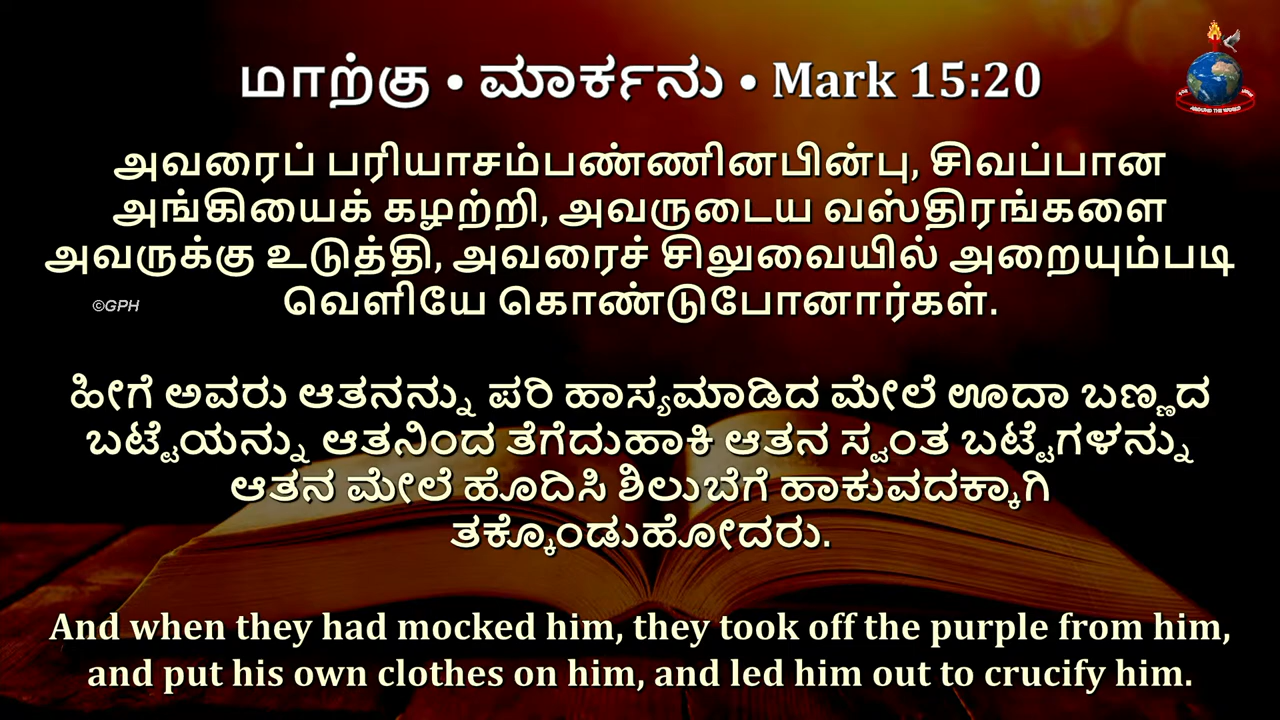 மாற்கு • ಮಾರ್ಕನು • Mark 15:20
அவரைப் பரியாசம்பண்ணினபின்பு, சிவப்பான
அங்கியைக் கழற்றி, அவருடைய வஸ்திரங்களை
அவருக்கு உடுத்தி, அவரைச் சிலுவையில் அறையும்படி
வெளியே கொண்டுபோனார்கள்.
©GPH
ಹೀಗೆ ಅವರು ಆತನನ್ನು ಪರಿ ಹಾಸ್ಯಮಾಡಿದ ಮೇಲೆ ಊದಾ ಬಣ್ಣದ
ಬಟ್ಟೆಯನ್ನು ಆತನಿಂದ ತೆಗೆದುಹಾಕಿ ಆತನ ಸ್ವಂತ ಬಟ್ಟೆಗಳನ್ನು
ಆತನ ಮೇಲೆ ಹೊದಿಸಿ ಶಿಲುಬೆಗೆ ಹಾಕುವದಕ್ಕಾಗಿ
ತಕ್ಕೊಂಡುಹೋದರು.
And when they had mocked him, they took off the purple from him,
and put his own clothes on him, and led him out to crucify him.
AROUND THE WORLD